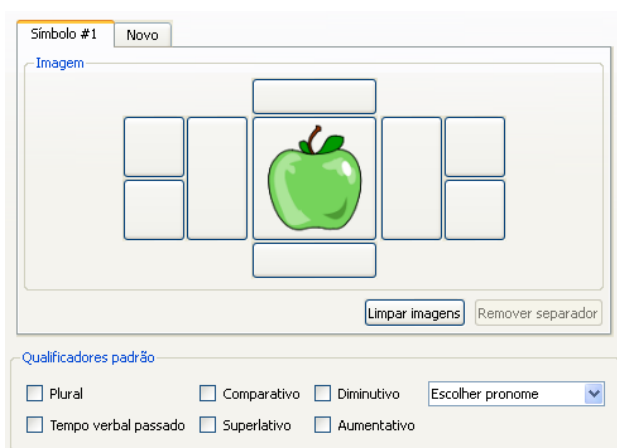 Símbolo #1 Novo
Imagem
Limpar imagens Remover separador
Qualificadores padrão
Plural Comparativo Diminutivo Escolher pronome
Tempo verbal passado Superlativo Aumentativo